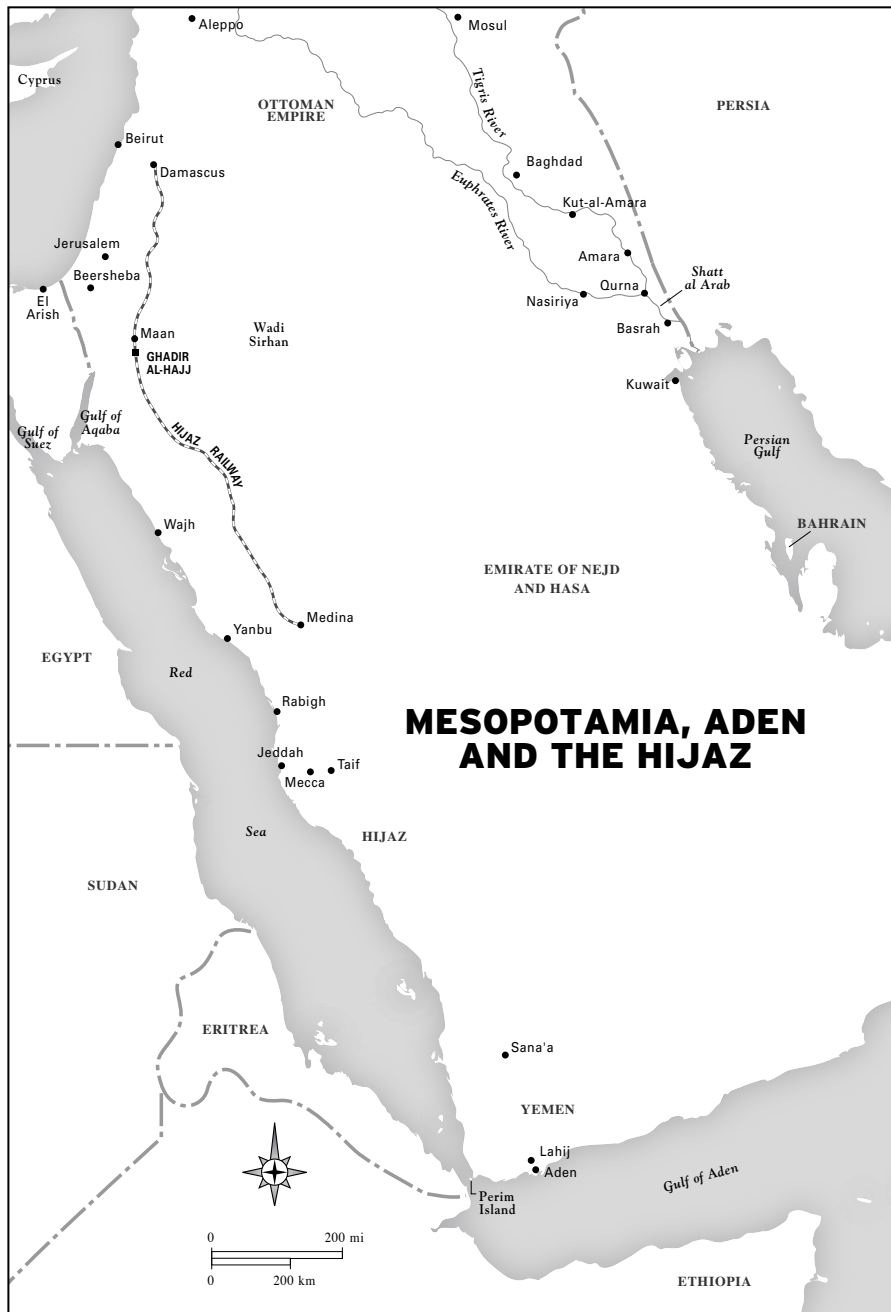 Aleppo
Mosul
Cyprus
Tigris River
OTTOMAN
EMPIRE
PERSIA
Beirut
Damascus
Baghdad
Euphrates River
Kut-al-Amara
Jerusalem
Amara
Beersheba
Shatt
al Arab
El
Arish
Nasiriya
Qurna
Basrah
Maan
Wadi
Sirhan
GHADIR
AL-HAJJ
Kuwait
Gulf of
Suez
Gulf of
Aqaba
HIJAZ RAILWAY
Persian
Gulf
Wajh
BAHRAIN
EMIRATE OF NEJD
AND HASA
Medina
Yanbu
EGYPT
Red
Rabigh
MESOPOTAMIA, ADEN
AND THE HIJAZ
Jeddah
Mecca
Taif
Sea
HIJAZ
SUDAN
ERITREA
Sana'a
YEMEN
Lahij
Aden
Gulf of Aden
Perim
Island
0 200 mi
0 200 km
ETHIOPIA